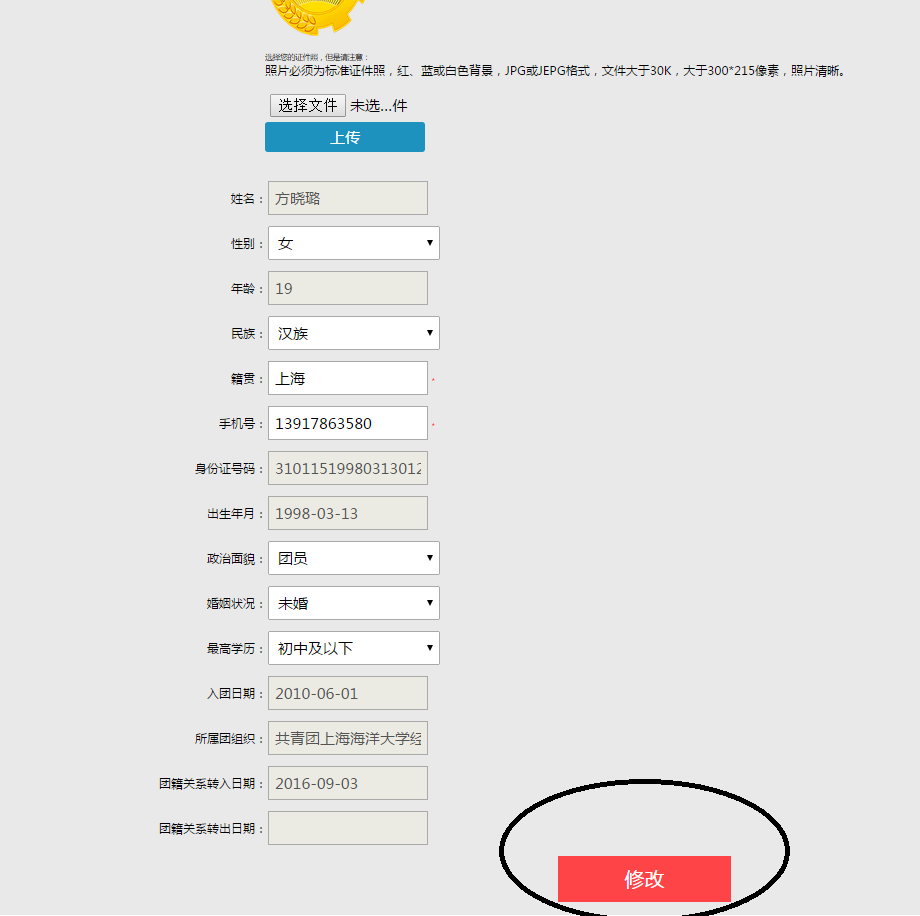 选择您的证件照，但是请注意：
照片必须为标准证件照，红、蓝或白色背景，JPG或JEPG格式，文件大于30K，大于300*215像素，照片清晰。
选择文件 未选...件
上传
姓名： 方晓璐
性别： 女
年龄： 19
民族： 汉族
籍贯： 上海 *
手机号： 13917863580 *
身份证号码： 31011519980313012
出生年月： 1998-03-13
政治面貌： 团员
婚姻状况： 未婚
最高学历： 初中及以下
入团日期： 2010-06-01
所属团组织： 共青团上海海洋大学经
团籍关系转入日期： 2016-09-03
团籍关系转出日期：
修改